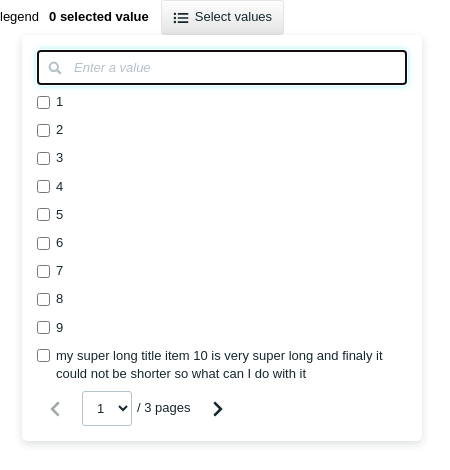 legend 0 selected value Select values
Enter a value
1
2
3
4
5
6
7
8
9
my super long title item 10 is very super long and finaly it
could not be shorter so what can I do with it
1 / 3 pages